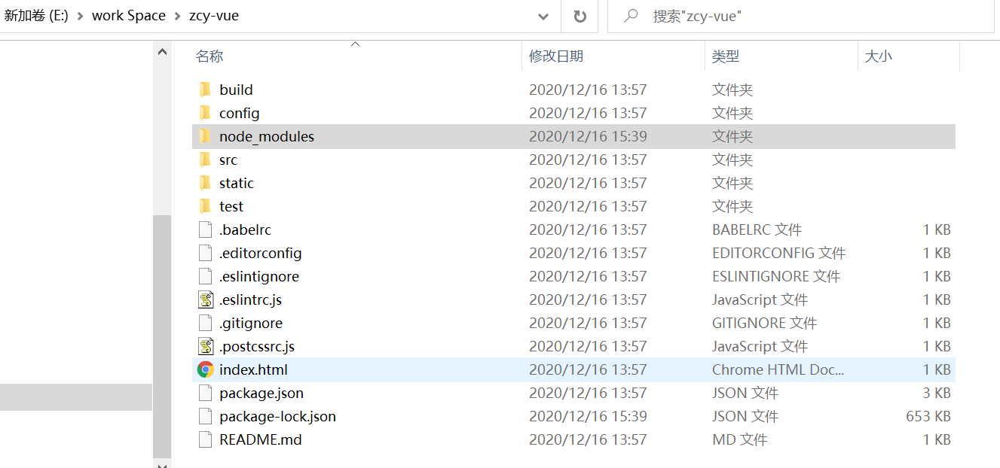 新加卷 (E:) > work Space > zcy-vue 搜索"zcy-vue"
名称 修改日期 类型 大小
build 2020/12/16 13:57 文件夹
config 2020/12/16 13:57 文件夹
node_modules 2020/12/16 15:39 文件夹
src 2020/12/16 13:57 文件夹
static 2020/12/16 13:57 文件夹
test 2020/12/16 13:57 文件夹
.babelrc 2020/12/16 13:57 BABELRC 文件 1 KB
.editorconfig 2020/12/16 13:57 EDITORCONFIG 文件 1 KB
.eslintignore 2020/12/16 13:57 ESLINTIGNORE 文件 1 KB
.eslintrc.js 2020/12/16 13:57 JavaScript 文件 1 KB
.gitignore 2020/12/16 13:57 GITIGNORE 文件 1 KB
.postcssrc.js 2020/12/16 13:57 JavaScript 文件 1 KB
index.html 2020/12/16 13:57 Chrome HTML Doc... 1 KB
package.json 2020/12/16 13:57 JSON 文件 3 KB
package-lock.json 2020/12/16 15:39 JSON 文件 653 KB
README.md 2020/12/16 13:57 MD 文件 1 KB